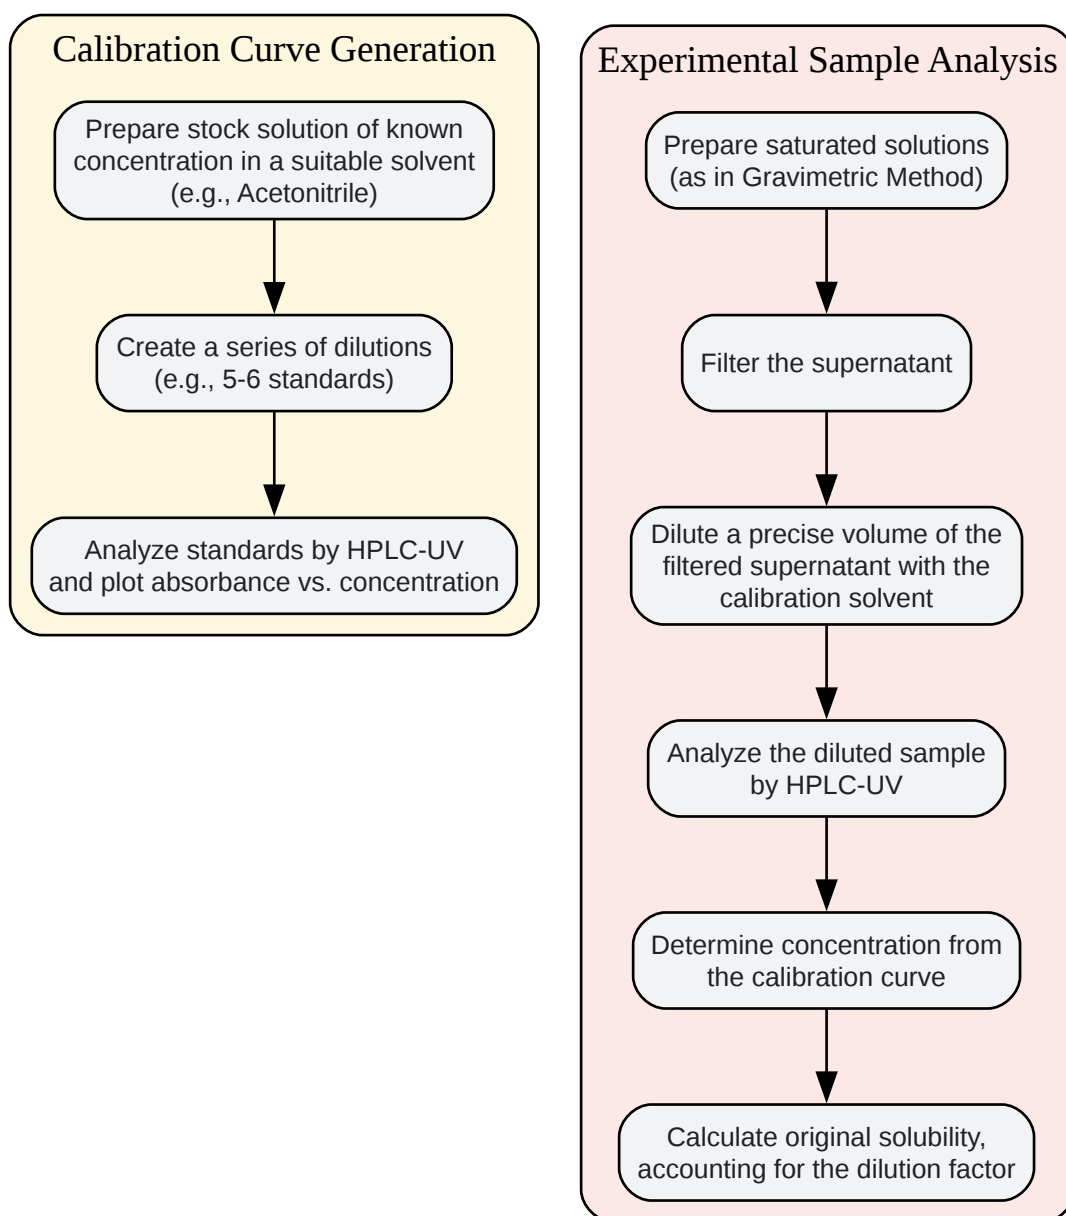 Calibration Curve Generation
Prepare stock solution of known
concentration in a suitable solvent
(e.g., Acetonitrile)
Create a series of dilutions
(e.g., 5-6 standards)
Analyze standards by HPLC-UV
and plot absorbance vs. concentration
Experimental Sample Analysis
Prepare saturated solutions
(as in Gravimetric Method)
Filter the supernatant
Dilute a precise volume of the
filtered supernatant with the
calibration solvent
Analyze the diluted sample
by HPLC-UV
Determine concentration from
the calibration curve
Calculate original solubility,
accounting for the dilution factor